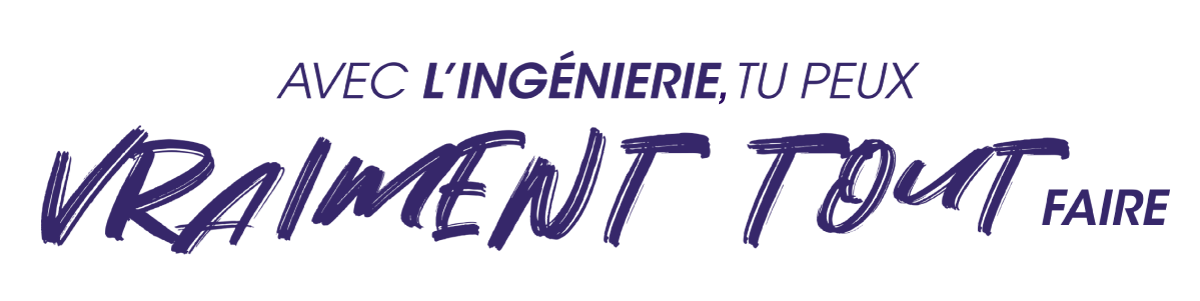 AVEC L'INGÉNIERIE, TU PEUX
VRAIMENT TOUT FAIRE